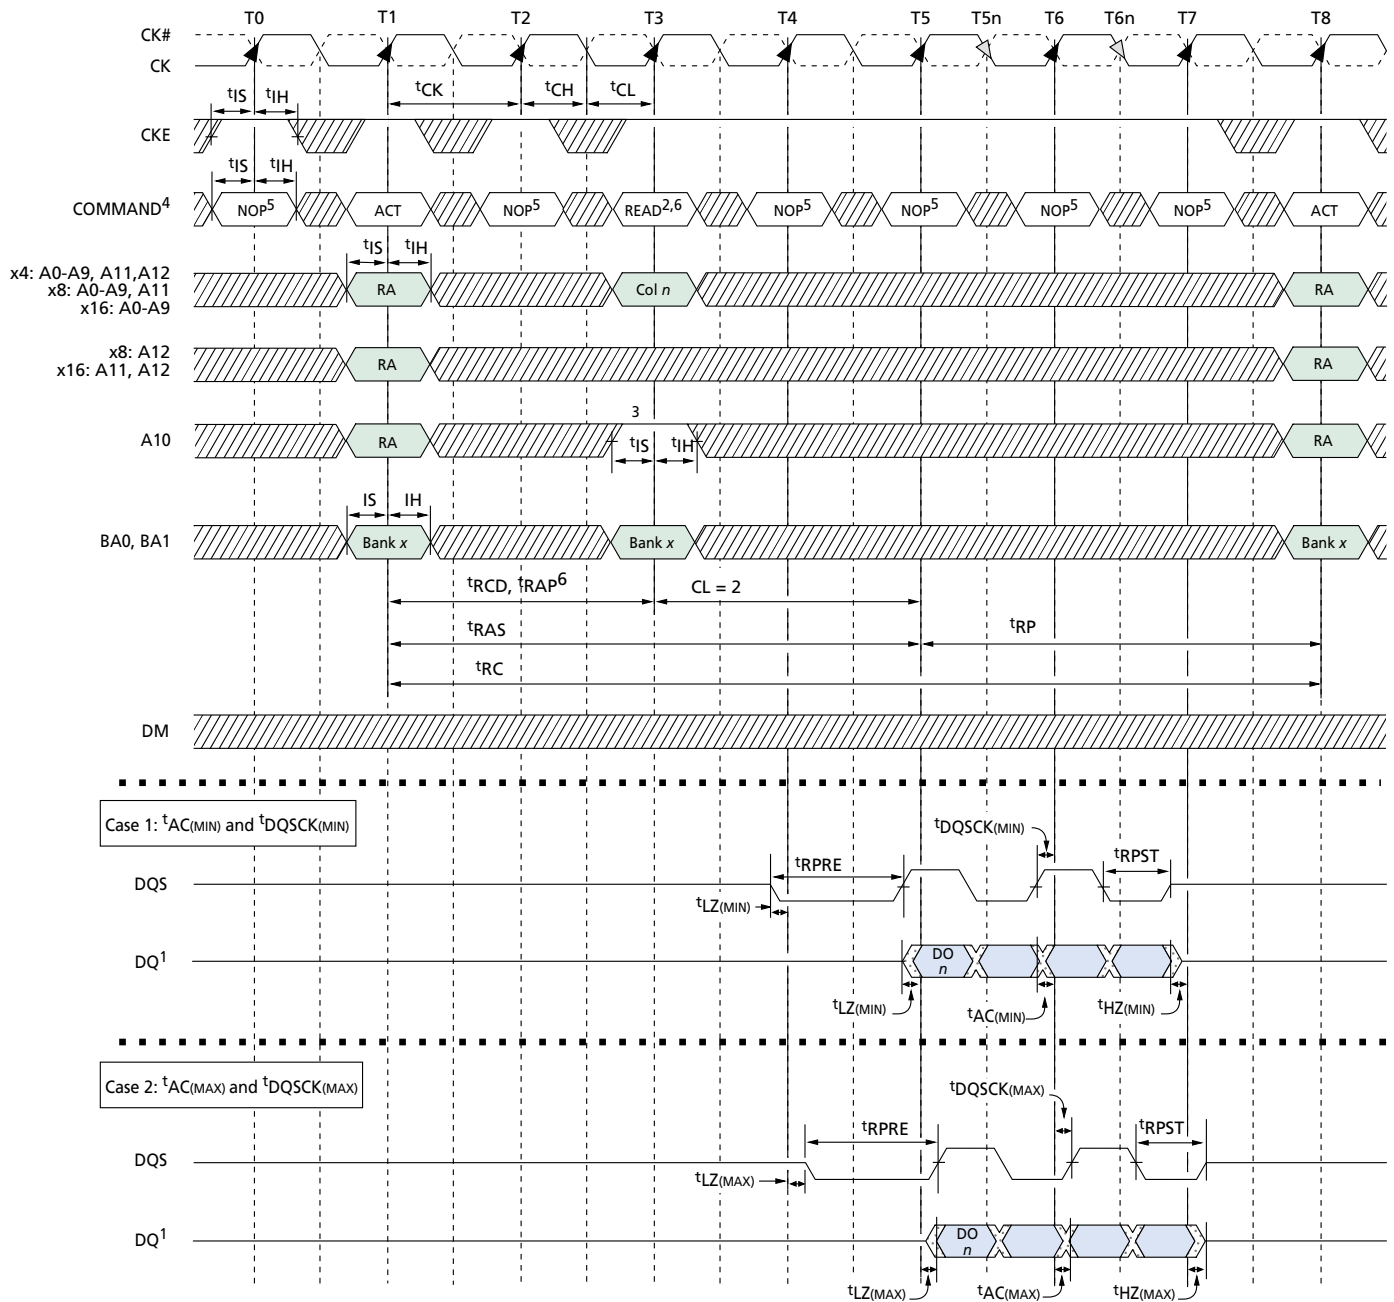 T0 T1 T2 T3 T4 T5 T5n T6 T6n T7 T8
CK#
CK
tCK tCH tCL
tIS tIH
CKE
tIS tIH
COMMAND4 NOP5 ACT NOP5 READ2,6 NOP5 NOP5 NOP5 NOP5 ACT
tIS tIH
x4: A0-A9, A11,A12
x8: A0-A9, A11
x16: A0-A9
RA Col n RA
x8: A12
x16: A11, A12
RA RA
3
A10 RA RA
tIS tIH
IS IH
BA0, BA1 Bank x Bank x Bank x
tRCD, tRAP6 CL = 2
tRAS tRP
tRC
DM
Case 1: tAC(MIN) and tDQSCK(MIN)
tDQSCK(MIN)
tRPRE tRPST
DQS
tLZ(MIN)
DQ1 DO
n
tLZ(MIN) tAC(MIN) tHZ(MIN)
Case 2: tAC(MAX) and tDQSCK(MAX)
tDQSCK(MAX)
tRPRE tRPST
DQS
tLZ(MAX)
DQ1 DO
n
tLZ(MAX) tAC(MAX) tHZ(MAX)